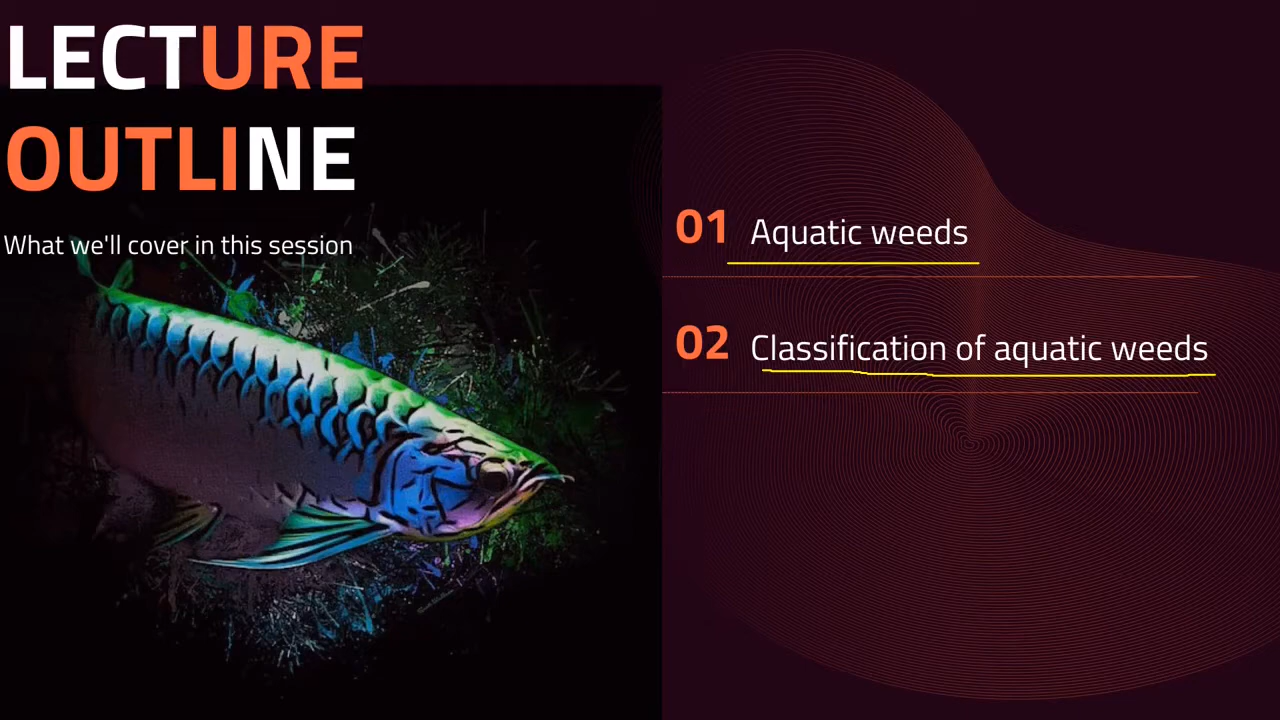 LECTURE
OUTLINE
What we'll cover in this session
01 Aquatic weeds
02 Classification of aquatic weeds